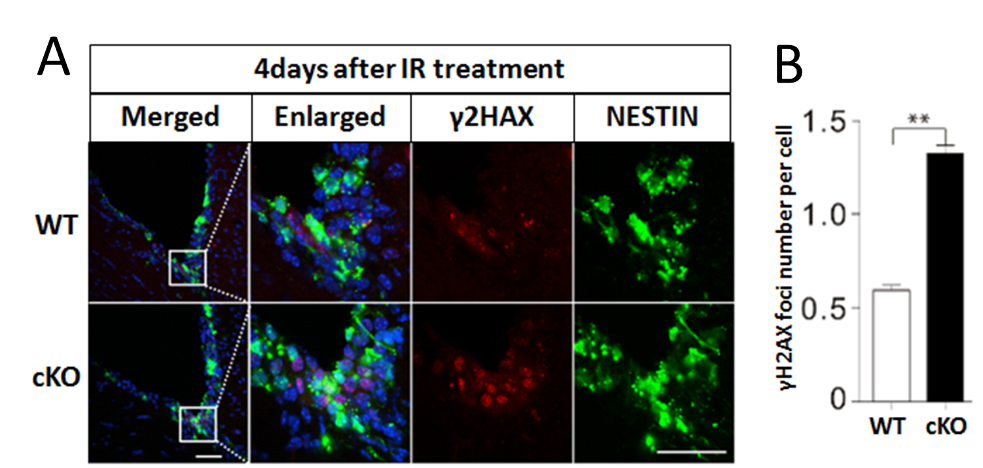 A
4days after IR treatment
Merged Enlarged γ2HAX NESTIN
WT
cKO
B
γH2AX foci number per cell
1.5
1.0
0.5
0
**
WT cKO